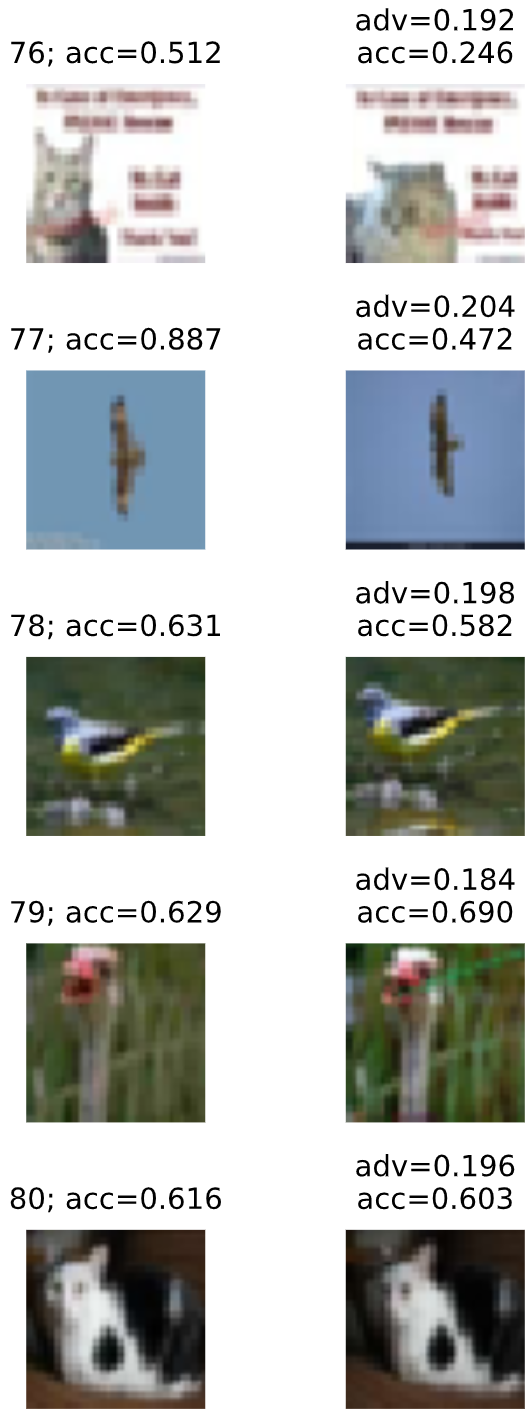 adv=0.192
76; acc=0.512 acc=0.246
adv=0.204
77; acc=0.887 acc=0.472
adv=0.198
78; acc=0.631 acc=0.582
adv=0.184
79; acc=0.629 acc=0.690
adv=0.196
80; acc=0.616 acc=0.603